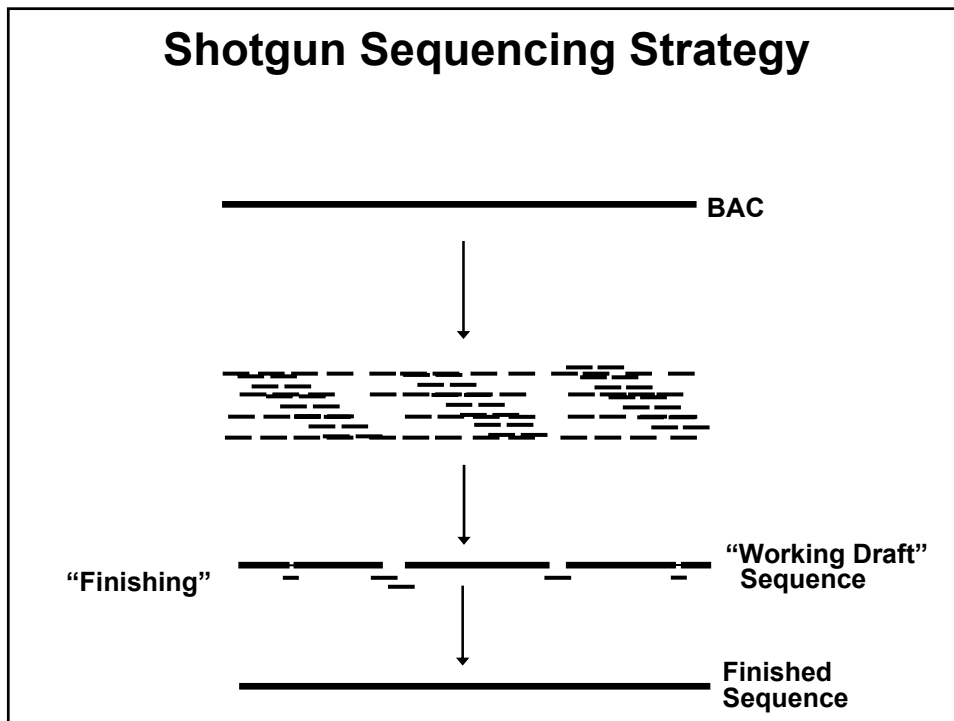 Shotgun Sequencing Strategy
BAC
“Finishing”
“Working Draft”
Sequence
Finished
Sequence